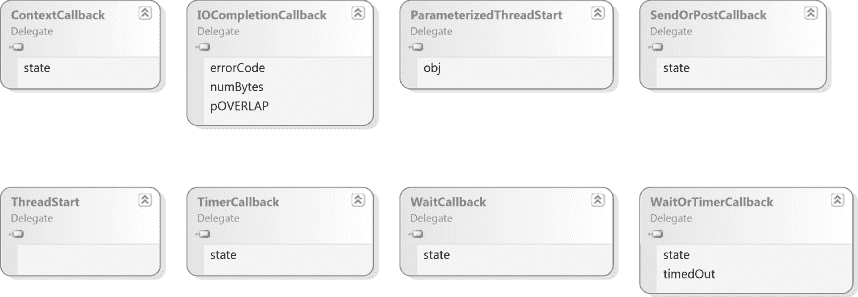 ContextCallback
Delegate
state
IOCompletionCallback
Delegate
errorCode
numBytes
pOVERLAP
ParameterizedThreadStart
Delegate
obj
SendOrPostCallback
Delegate
state
ThreadStart
Delegate
TimerCallback
Delegate
state
WaitCallback
Delegate
state
WaitOrTimerCallback
Delegate
state
timedOut